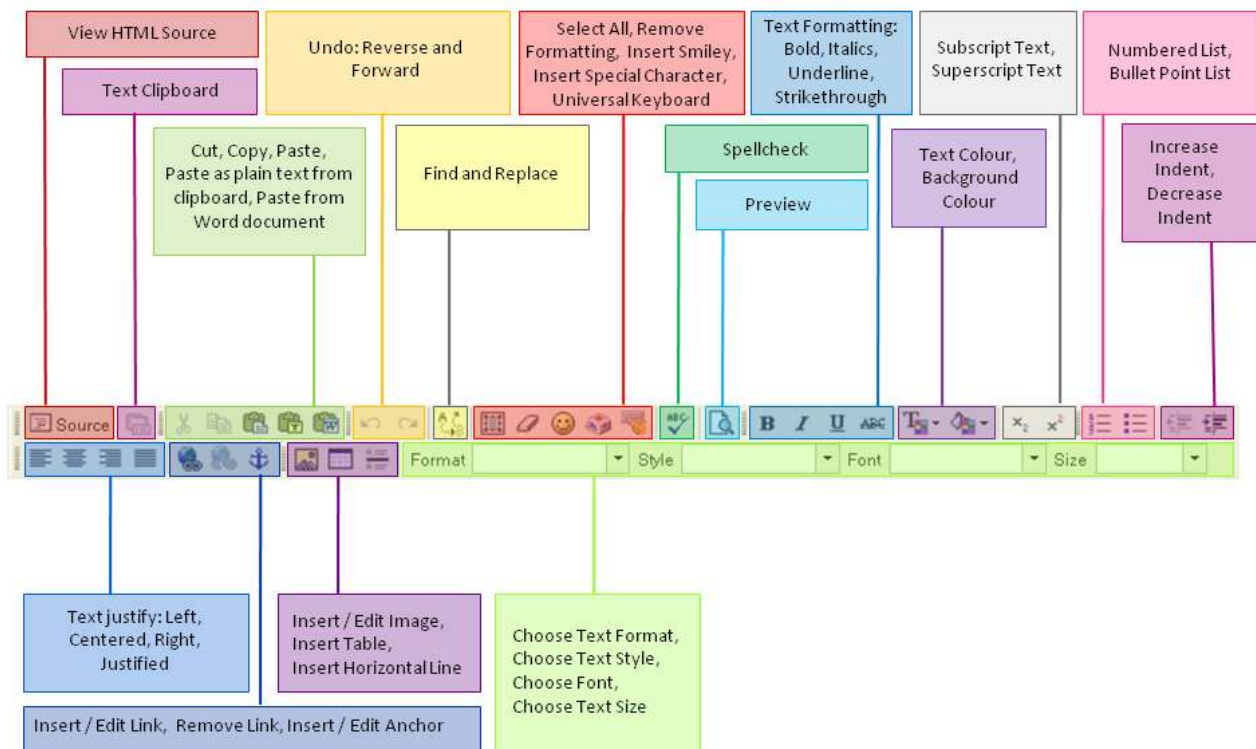 View HTML Source
Text Clipboard
Cut, Copy, Paste,
Paste as plain text from
clipboard, Paste from
Word document
Undo: Reverse and
Forward
Find and Replace
Select All, Remove
Formatting, Insert Smiley,
Insert Special Character,
Universal Keyboard
Spellcheck
Preview
Text Formatting:
Bold, Italics,
Underline,
Strikethrough
Text Colour,
Background
Colour
Subscript Text,
Superscript Text
Numbered List,
Bullet Point List
Increase
Indent,
Decrease
Indent
Source ABC B I U ABC T x₂ x²
Format Style Font Size
Text justify: Left,
Centered, Right,
Justified
Insert / Edit Link, Remove Link, Insert / Edit Anchor
Insert / Edit Image,
Insert Table,
Insert Horizontal Line
Choose Text Format,
Choose Text Style,
Choose Font,
Choose Text Size